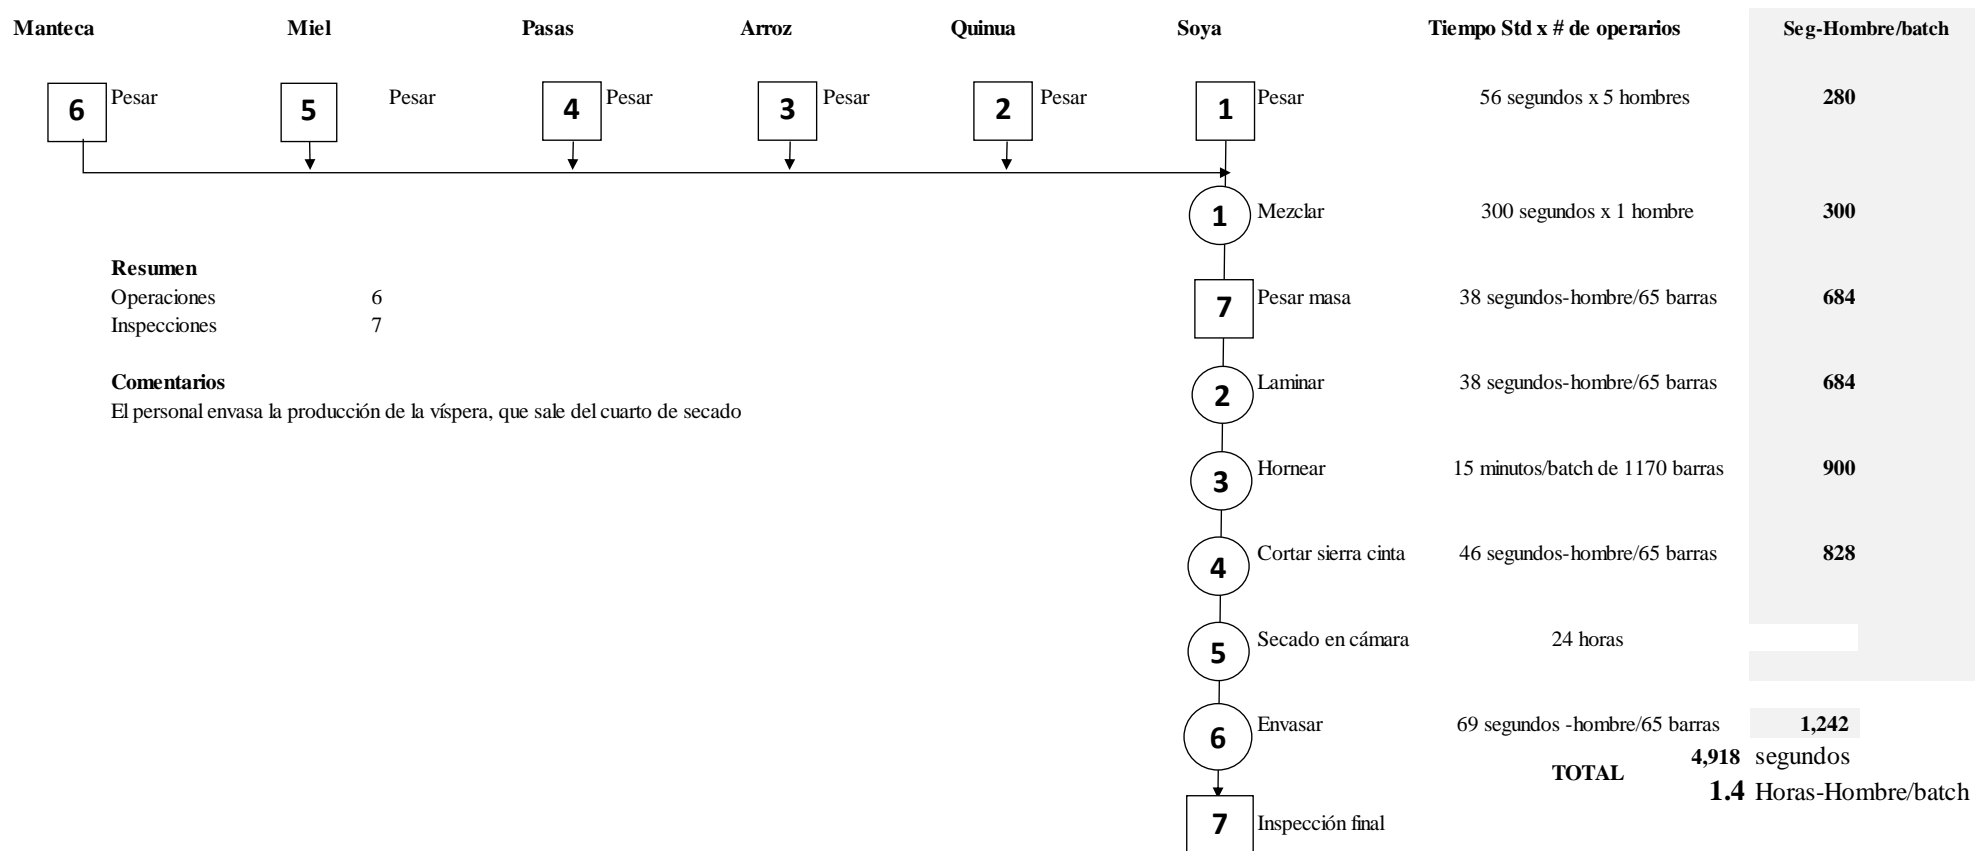 Manteca Miel Pasas Arroz Quinua Soya Tiempo Std x # de operarios Seg-Hombre/batch
6 Pesar 5 Pesar 4 Pesar 3 Pesar 2 Pesar 1 Pesar 56 segundos x 5 hombres 280
1 Mezclar 300 segundos x 1 hombre 300
Resumen
Operaciones 6
Inspecciones 7
7 Pesar masa 38 segundos-hombre/65 barras 684
Comentarios
El personal envasa la producción de la víspera, que sale del cuarto de secado
2 Laminar 38 segundos-hombre/65 barras 684
3 Hornear 15 minutos/batch de 1170 barras 900
4 Cortar sierra cinta 46 segundos-hombre/65 barras 828
5 Secado en cámara 24 horas
6 Envasar 69 segundos -hombre/65 barras 1,242
TOTAL 4,918 segundos
1.4 Horas-Hombre/batch
7 Inspección final